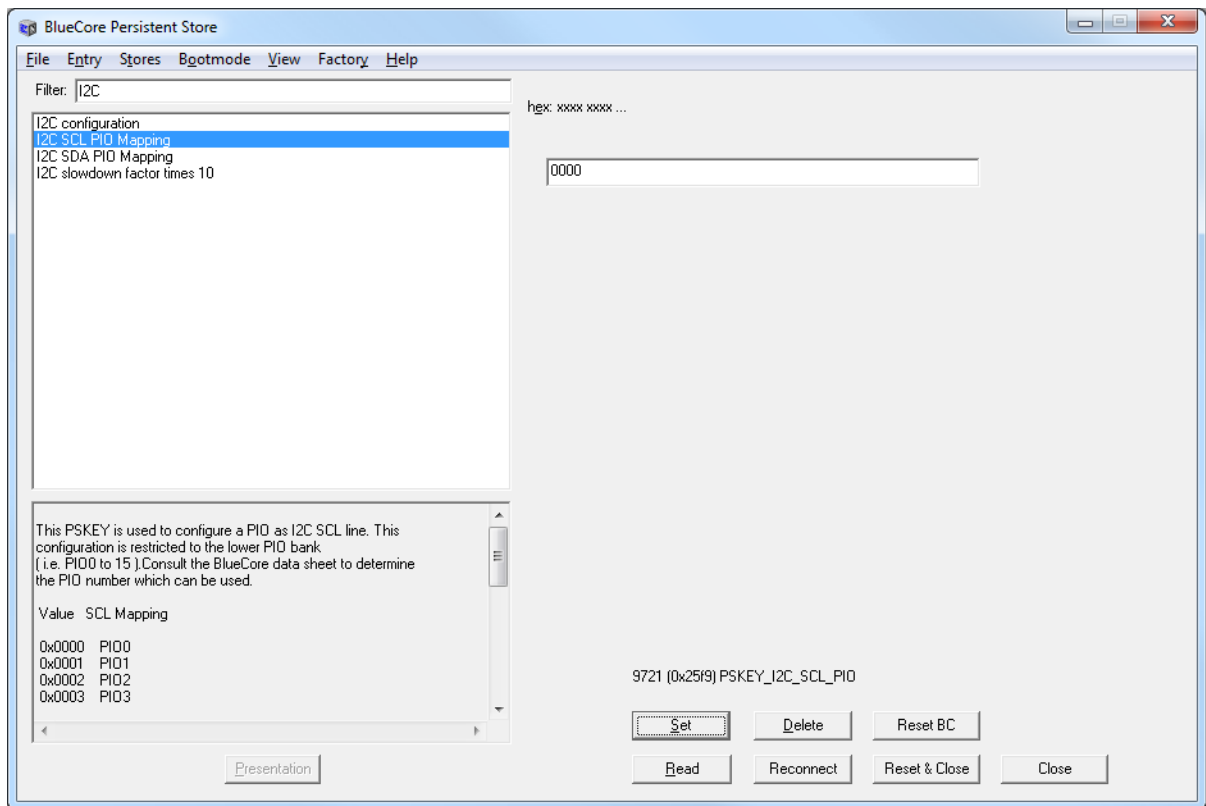 BlueCore Persistent Store
File Entry Stores Bootmode View Factory Help
Filter: I2C
hex: xxxx xxxx ...
I2C configuration
I2C SCL PIO Mapping
I2C SDA PIO Mapping
I2C slowdown factor times 10
0000
This PSKEY is used to configure a PIO as I2C SCL line. This
configuration is restricted to the lower PIO bank
( i.e. PIO0 to 15 ).Consult the BlueCore data sheet to determine
the PIO number which can be used.
Value SCL Mapping
0x0000 PIO0
0x0001 PIO1
0x0002 PIO2
0x0003 PIO3
9721 (0x25f9) PSKEY_I2C_SCL_PIO
Set Delete Reset BC
Presentation
Read Reconnect Reset & Close Close